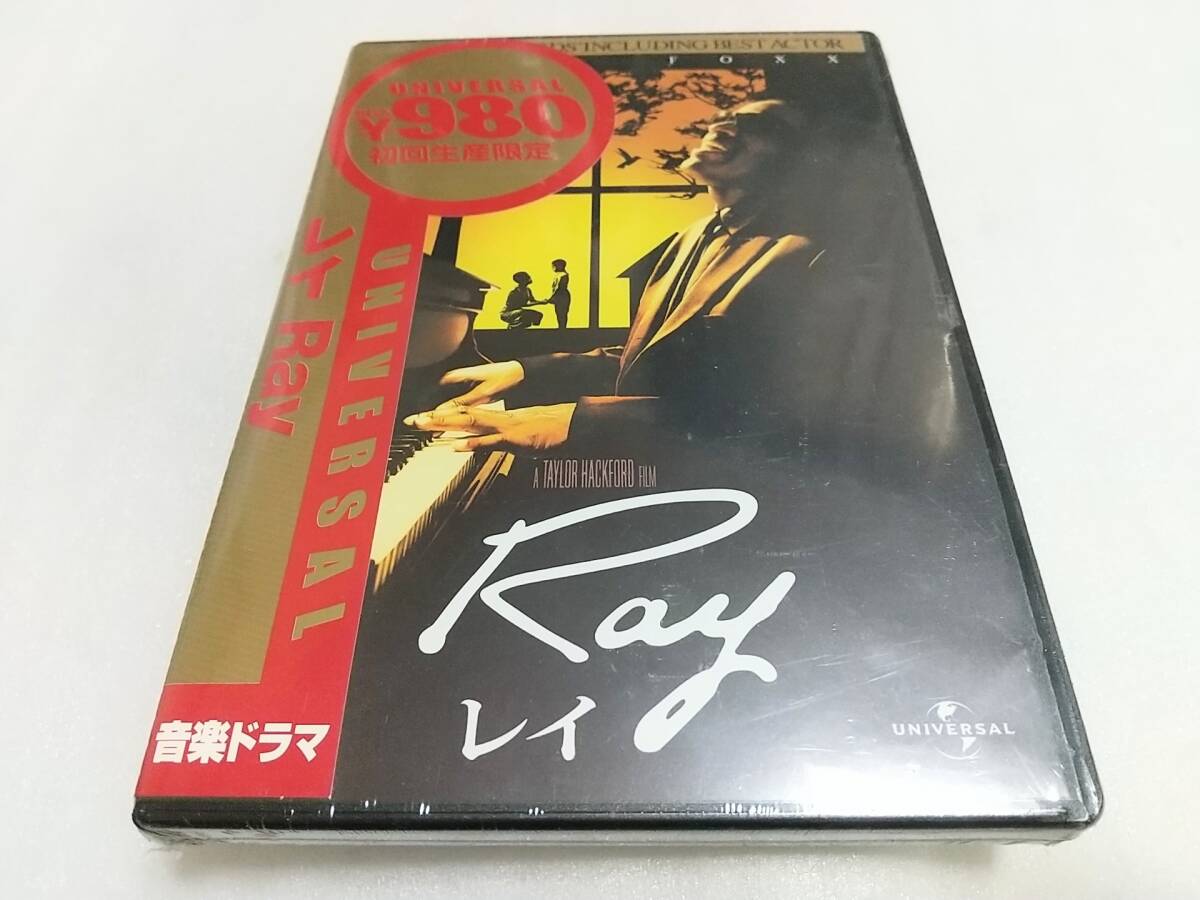 INCLUDING BEST ACTOR
FOXX
UNIVERSAL
¥980
初回生産限定
レイ Ray
UNIVERSAL
A TAYLOR HACKFORD FILM
Ray
レイ
UNIVERSAL
音楽ドラマ